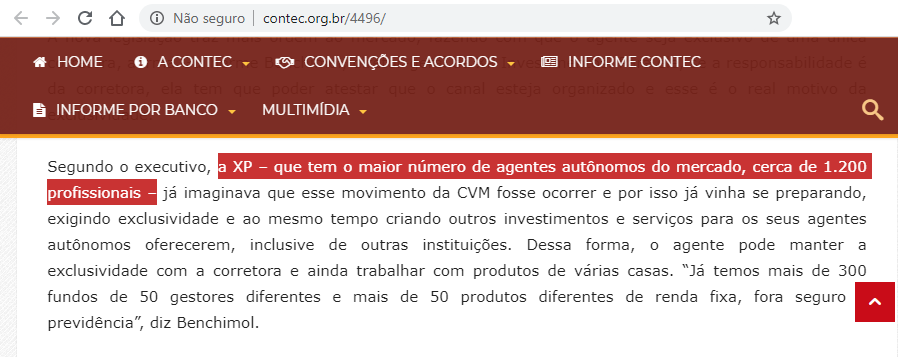 Não seguro | contec.org.br/4496/
HOME A CONTEC CONVENÇÕES E ACORDOS INFORME CONTEC
INFORME POR BANCO MULTIMÍDIA
Segundo o executivo, a XP – que tem o maior número de agentes autônomos do mercado, cerca de 1.200
profissionais – já imaginava que esse movimento da CVM fosse ocorrer e por isso já vinha se preparando,
exigindo exclusividade e ao mesmo tempo criando outros investimentos e serviços para os seus agentes
autônomos oferecerem, inclusive de outras instituições. Dessa forma, o agente pode manter a
exclusividade com a corretora e ainda trabalhar com produtos de várias casas. “Já temos mais de 300
fundos de 50 gestores diferentes e mais de 50 produtos diferentes de renda fixa, fora seguro
previdência”, diz Benchimol.